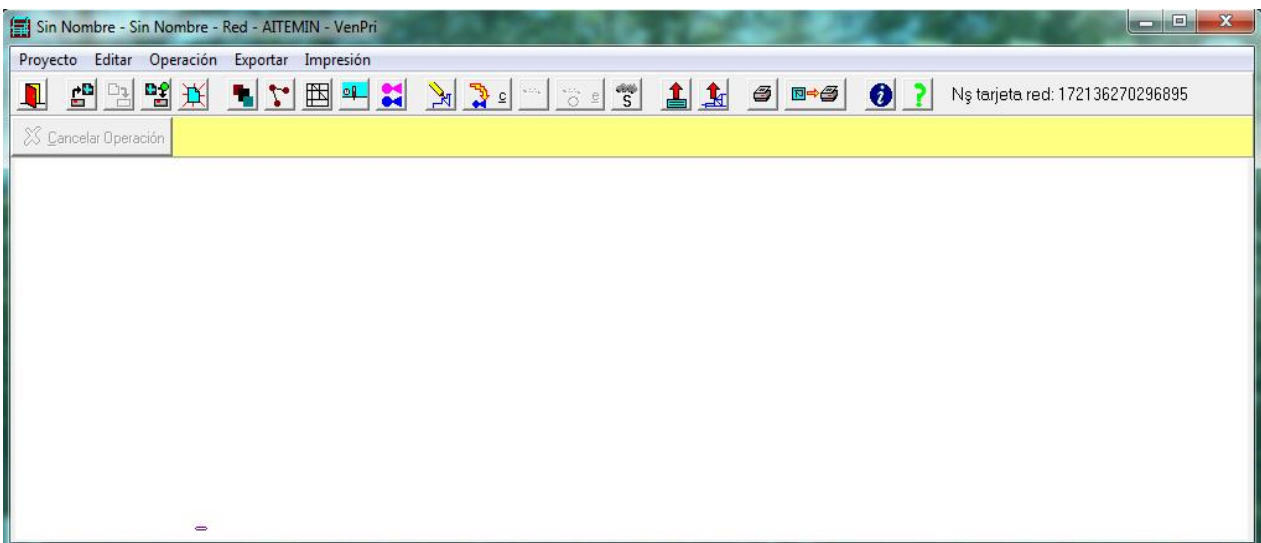 Sin Nombre - Sin Nombre - Red - AITEMIN - VenPri
Proyecto Editar Operación Exportar Impresión
c e S Nş tarjeta red: 172136270296895
Cancelar Operación